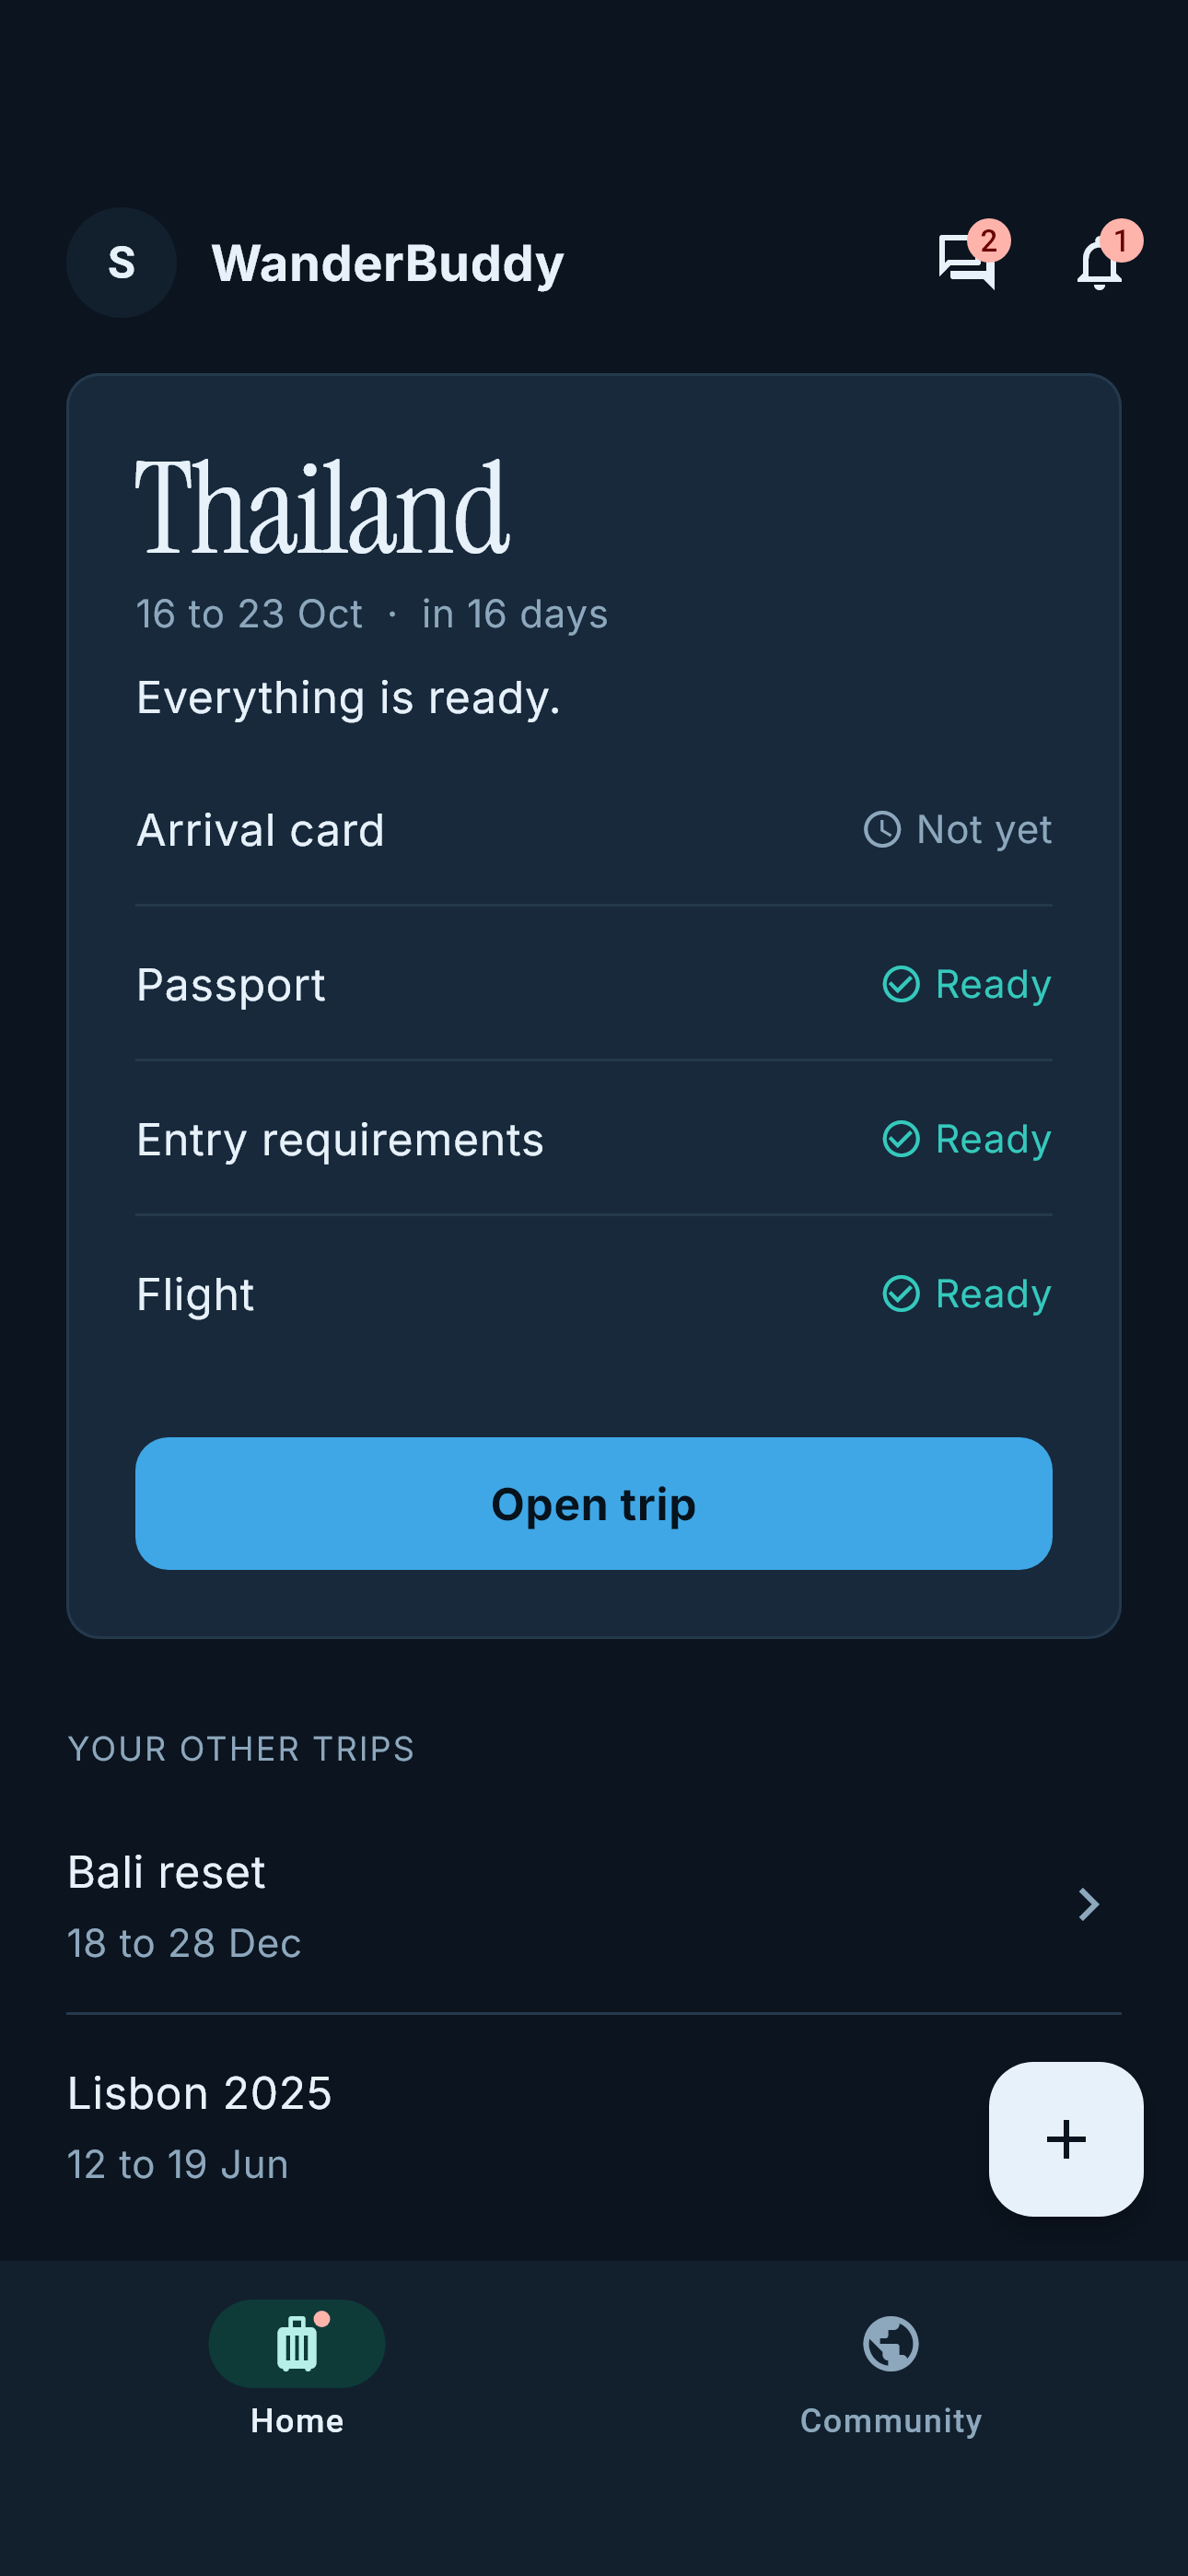 S
WanderBuddy
2
1
Thailand
16 to 23 Oct · in 16 days
Everything is ready.
Arrival card
Not yet
Passport
Ready
Entry requirements
Ready
Flight
Ready
Open trip
YOUR OTHER TRIPS
Bali reset
18 to 28 Dec
Lisbon 2025
12 to 19 Jun
Home
Community